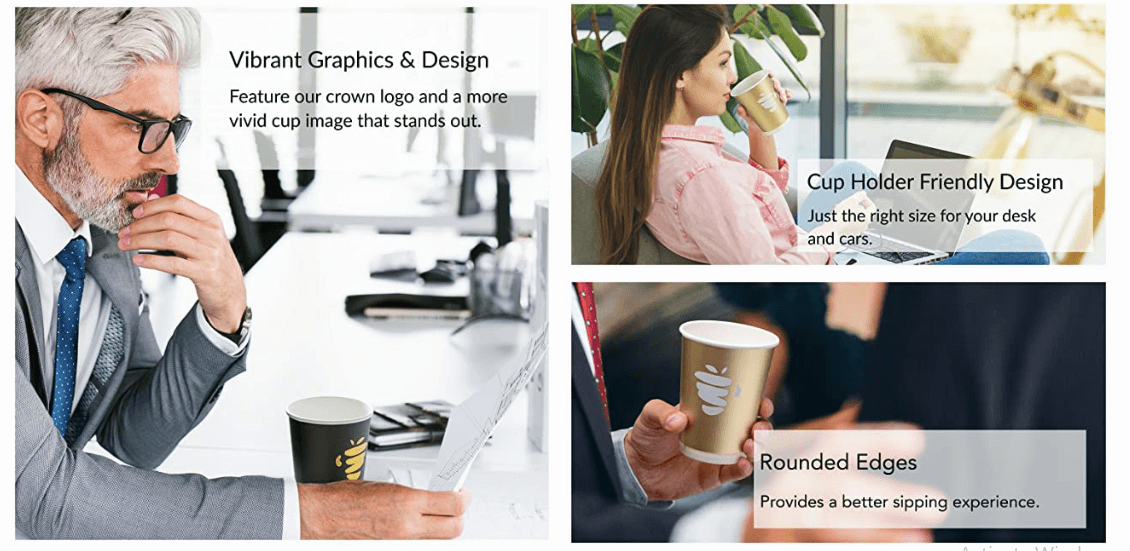 Vibrant Graphics & Design
Feature our crown logo and a more
vivid cup image that stands out.
Cup Holder Friendly Design
Just the right size for your desk
and cars.
Rounded Edges
Provides a better sipping experience.